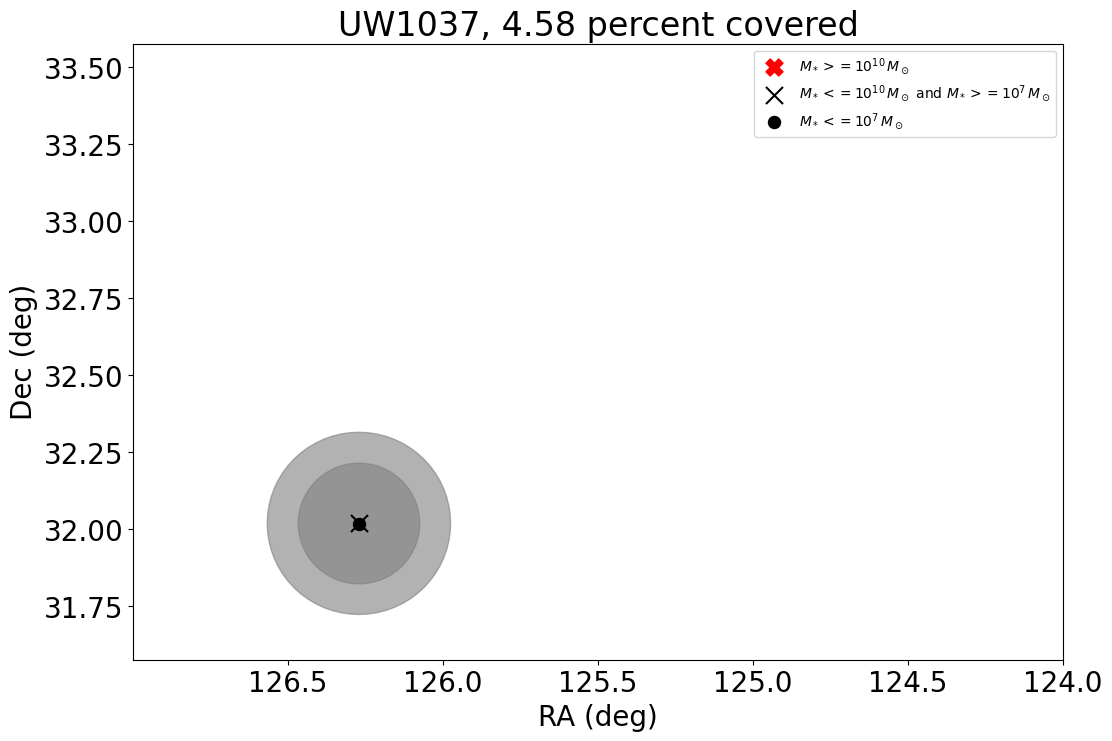 UW1037, 4.58 percent covered
M* >= 10^10 M⊙
M* <= 10^10 M⊙ and M* >= 10^7 M⊙
M* <= 10^7 M⊙
33.50
33.25
33.00
32.75
32.50
32.25
32.00
31.75
Dec (deg)
126.5 126.0 125.5 125.0 124.5 124.0
RA (deg)